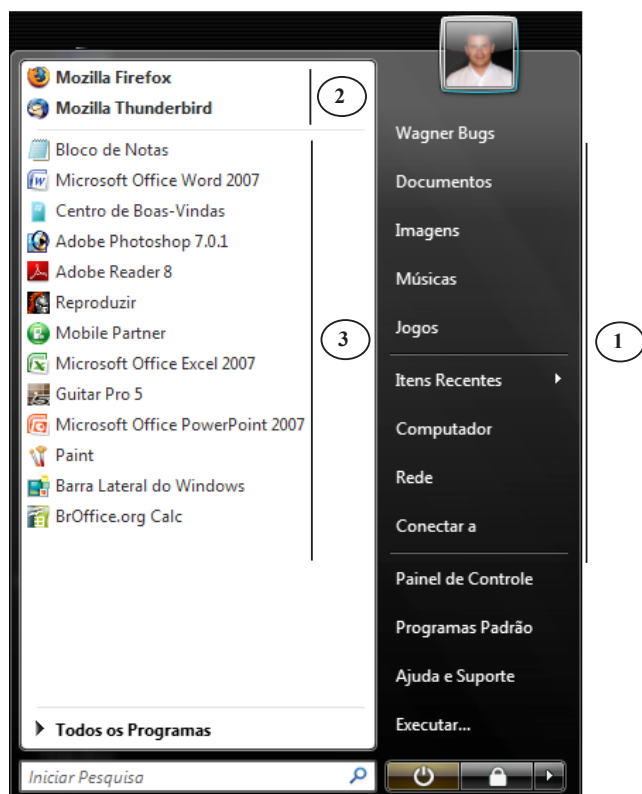 Mozilla Firefox
Mozilla Thunderbird
2
Bloco de Notas
Microsoft Office Word 2007
Centro de Boas-Vindas
Adobe Photoshop 7.0.1
Adobe Reader 8
Reproduzir
Mobile Partner
Microsoft Office Excel 2007
Guitar Pro 5
Microsoft Office PowerPoint 2007
Paint
Barra Lateral do Windows
BrOffice.org Calc
3
Todos os Programas
Iniciar Pesquisa
Wagner Bugs
Documentos
Imagens
Músicas
Jogos
Itens Recentes
Computador
Rede
Conectar a
Painel de Controle
Programas Padrão
Ajuda e Suporte
Executar...
1